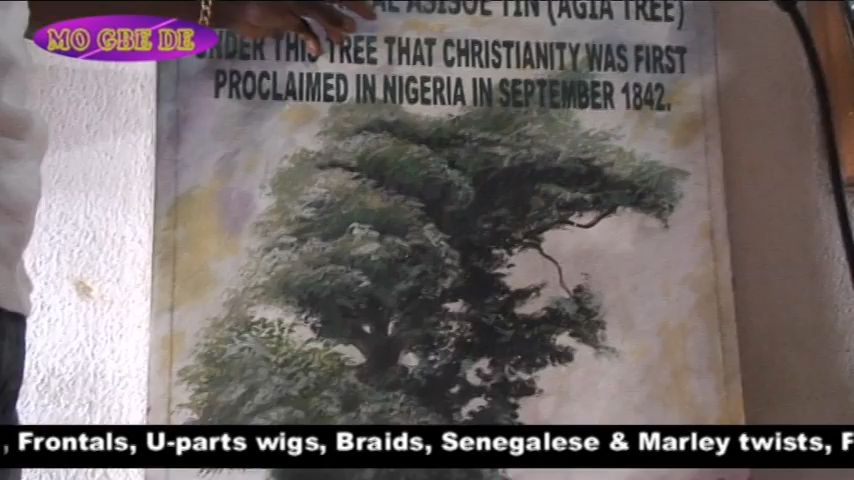 MO GBE DE
ASISOE TIN (AGIA TREE)
UNDER THIS TREE THAT CHRISTIANITY WAS FIRST
PROCLAIMED IN NIGERIA IN SEPTEMBER 1842.
, Frontals, U-parts wigs, Braids, Senegalese & Marley twists, F